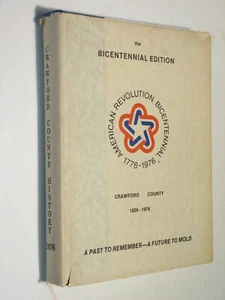 the
BICENTENNIAL EDITION
AMERICAN REVOLUTION BICENTENNIAL
1776-1976
CRAWFORD COUNTY
1826-1976
A PAST TO REMEMBER—A FUTURE TO MOLD
CRAWFORD COUNTY HISTORY 1976